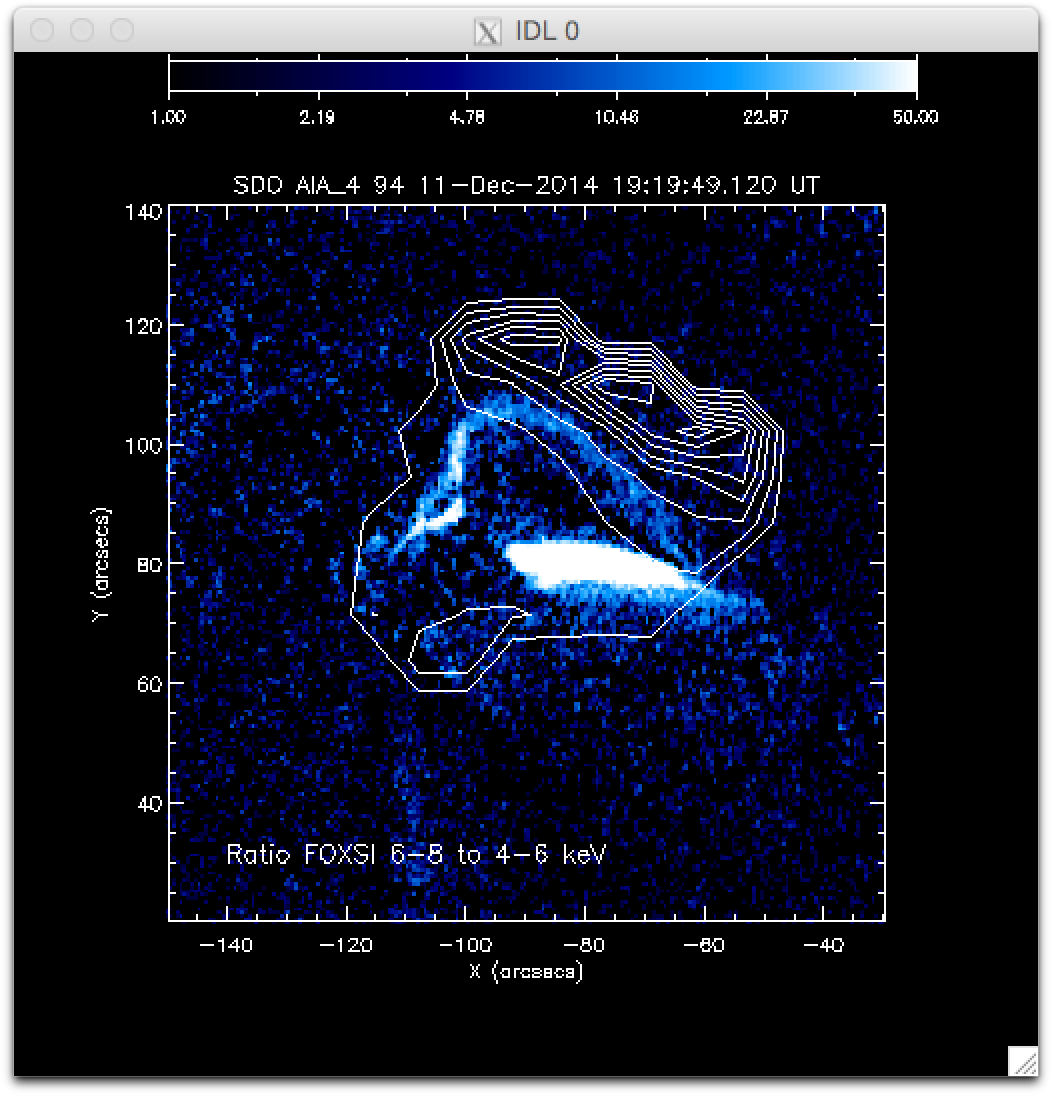 IDL 0
1.00 2.19 4.78 10.46 22.87 50.00
SDO AIA_4 94 11-Dec-2014 19:19:49.120 UT
140
120
100
80
60
40
Y (arcsecs)
Ratio FOXSI 6-8 to 4-6 keV
-140 -120 -100 -80 -60 -40
X (arcsecs)